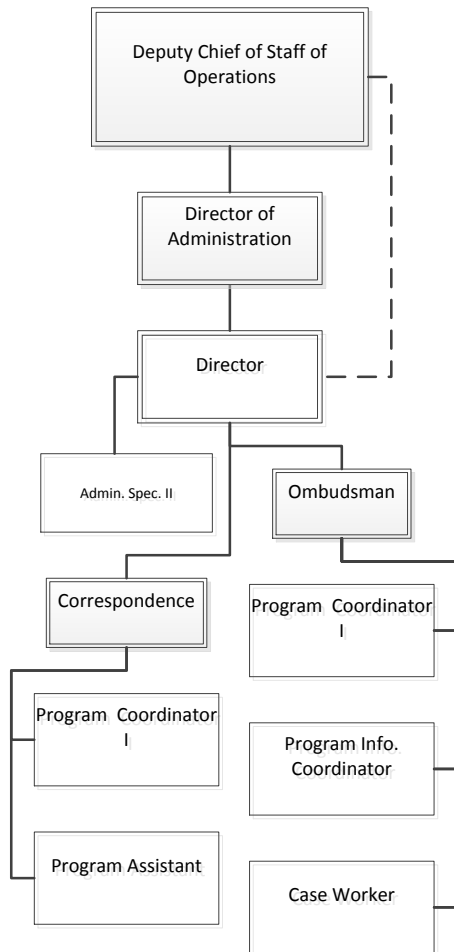 Deputy Chief of Staff of
Operations
Director of
Administration
Director
Admin. Spec. II
Ombudsman
Correspondence
Program Coordinator
I
Program Coordinator
I
Program Info.
Coordinator
Program Assistant
Case Worker